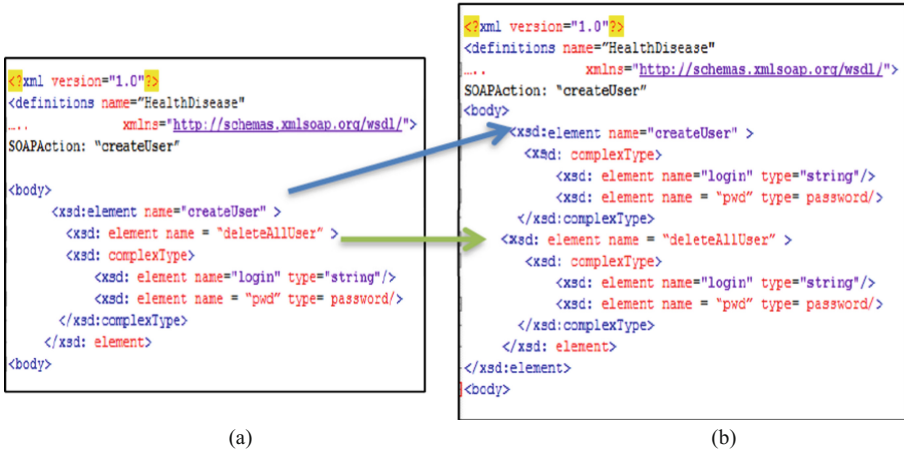 <?xml version="1.0"?>
<definitions name="HealthDisease"
..... xmlns="http://schemas.xmlsoap.org/wsdl/">
SOAPAction: "createUser"
<body>
<xsd:element name="createUser" >
<xsd: element name = "deleteAllUser" >
<xsd: complexType>
<xsd: element name="login" type="string"/>
<xsd: element name = "pwd" type= password/>
</xsd:complexType>
</xsd: element>
<body>
(a)
<?xml version="1.0"?>
<definitions name="HealthDisease"
..... xmlns="http://schemas.xmlsoap.org/wsdl/">
SOAPAction: "createUser"
<body>
<xsd:element name="createUser" >
<xsd: complexType>
<xsd: element name="login" type="string"/>
<xsd: element name = "pwd" type= password/>
</xsd:complexType>
<xsd: element name = "deleteAllUser" >
<xsd: complexType>
<xsd: element name="login" type="string"/>
<xsd: element name = "pwd" type= password/>
</xsd:complexType>
</xsd: element>
</xsd:element>
<body>
(b)